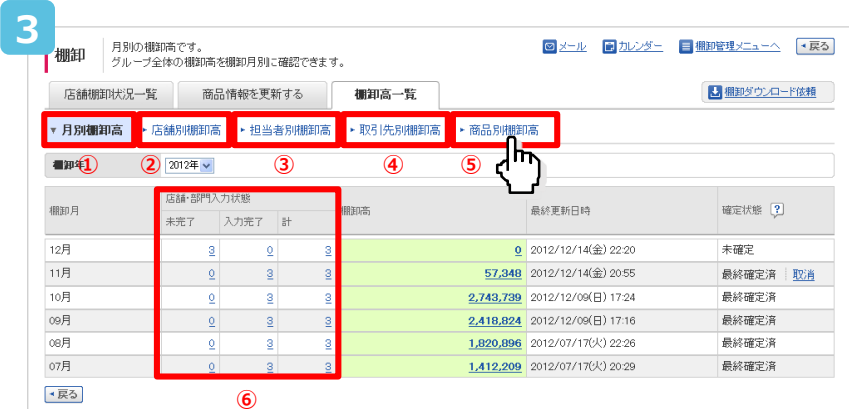 3
棚卸
月別の棚卸高です。
グループ全体の棚卸高を棚卸月別に確認できます。
メール カレンダー 棚卸管理メニューへ 戻る
店舗棚卸状況一覧 商品情報を更新する 棚卸高一覧 棚卸ダウンロード依頼
月別棚卸高 店舗別棚卸高 担当者別棚卸高 取引先別棚卸高 商品別棚卸高
棚卸年 2012年
① ② ③ ④ ⑤
店舗・部門入力状態
棚卸月 棚卸高 最終更新日時 確定状態 ?
未完了 入力完了 計
12月 3 0 3 0 2012/12/14(金) 22:20 未確定
11月 0 3 3 57,348 2012/12/14(金) 20:55 最終確定済 取消
10月 0 3 3 2,743,739 2012/12/09(日) 17:24 最終確定済
09月 0 3 3 2,418,824 2012/12/09(日) 17:16 最終確定済
08月 0 3 3 1,820,896 2012/07/17(火) 22:26 最終確定済
07月 0 3 3 1,412,209 2012/07/17(火) 20:29 最終確定済
戻る
⑥